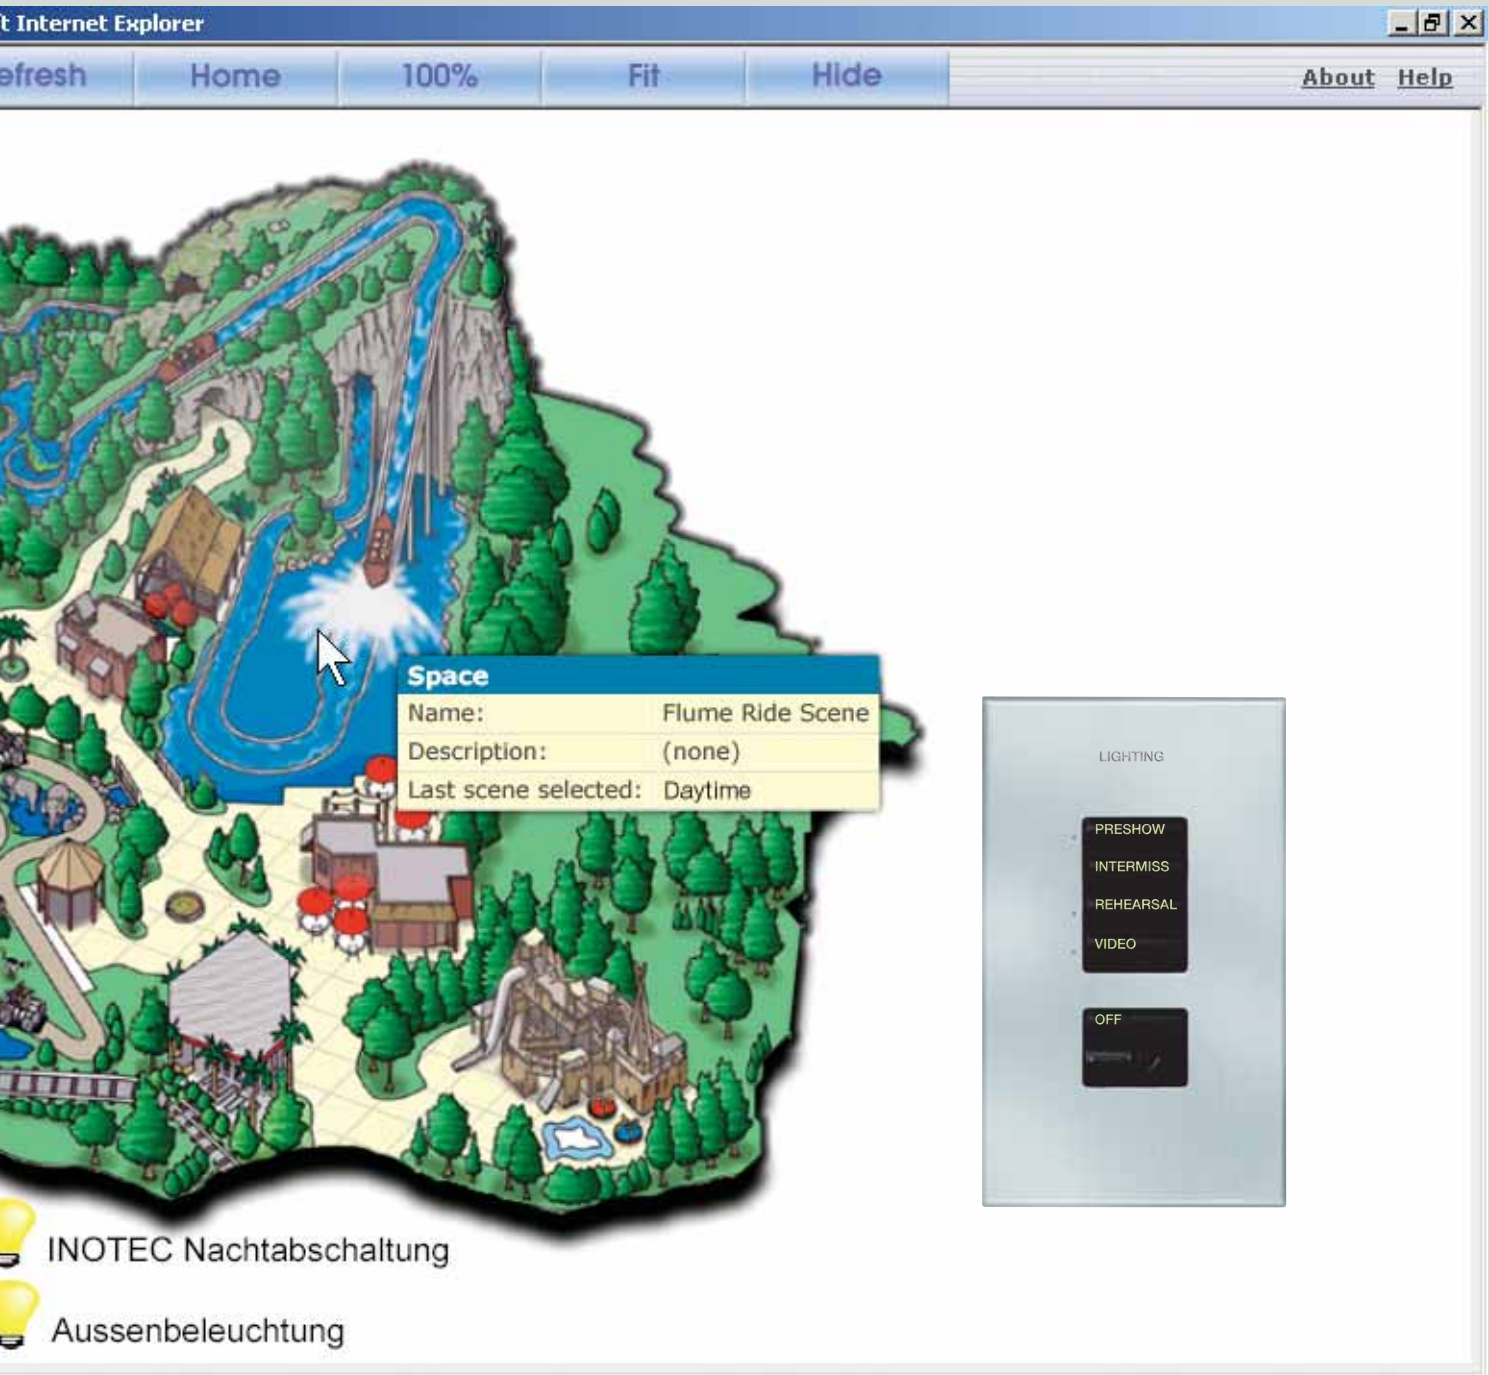 t Internet Explorer
efresh Home 100% Fit Hide About Help
Space
Name: Flume Ride Scene
Description: (none)
Last scene selected: Daytime
LIGHTING
PRESHOW
INTERMISS
REHEARSAL
VIDEO
OFF
INOTEC Nachtabschaltung
Aussenbeleuchtung